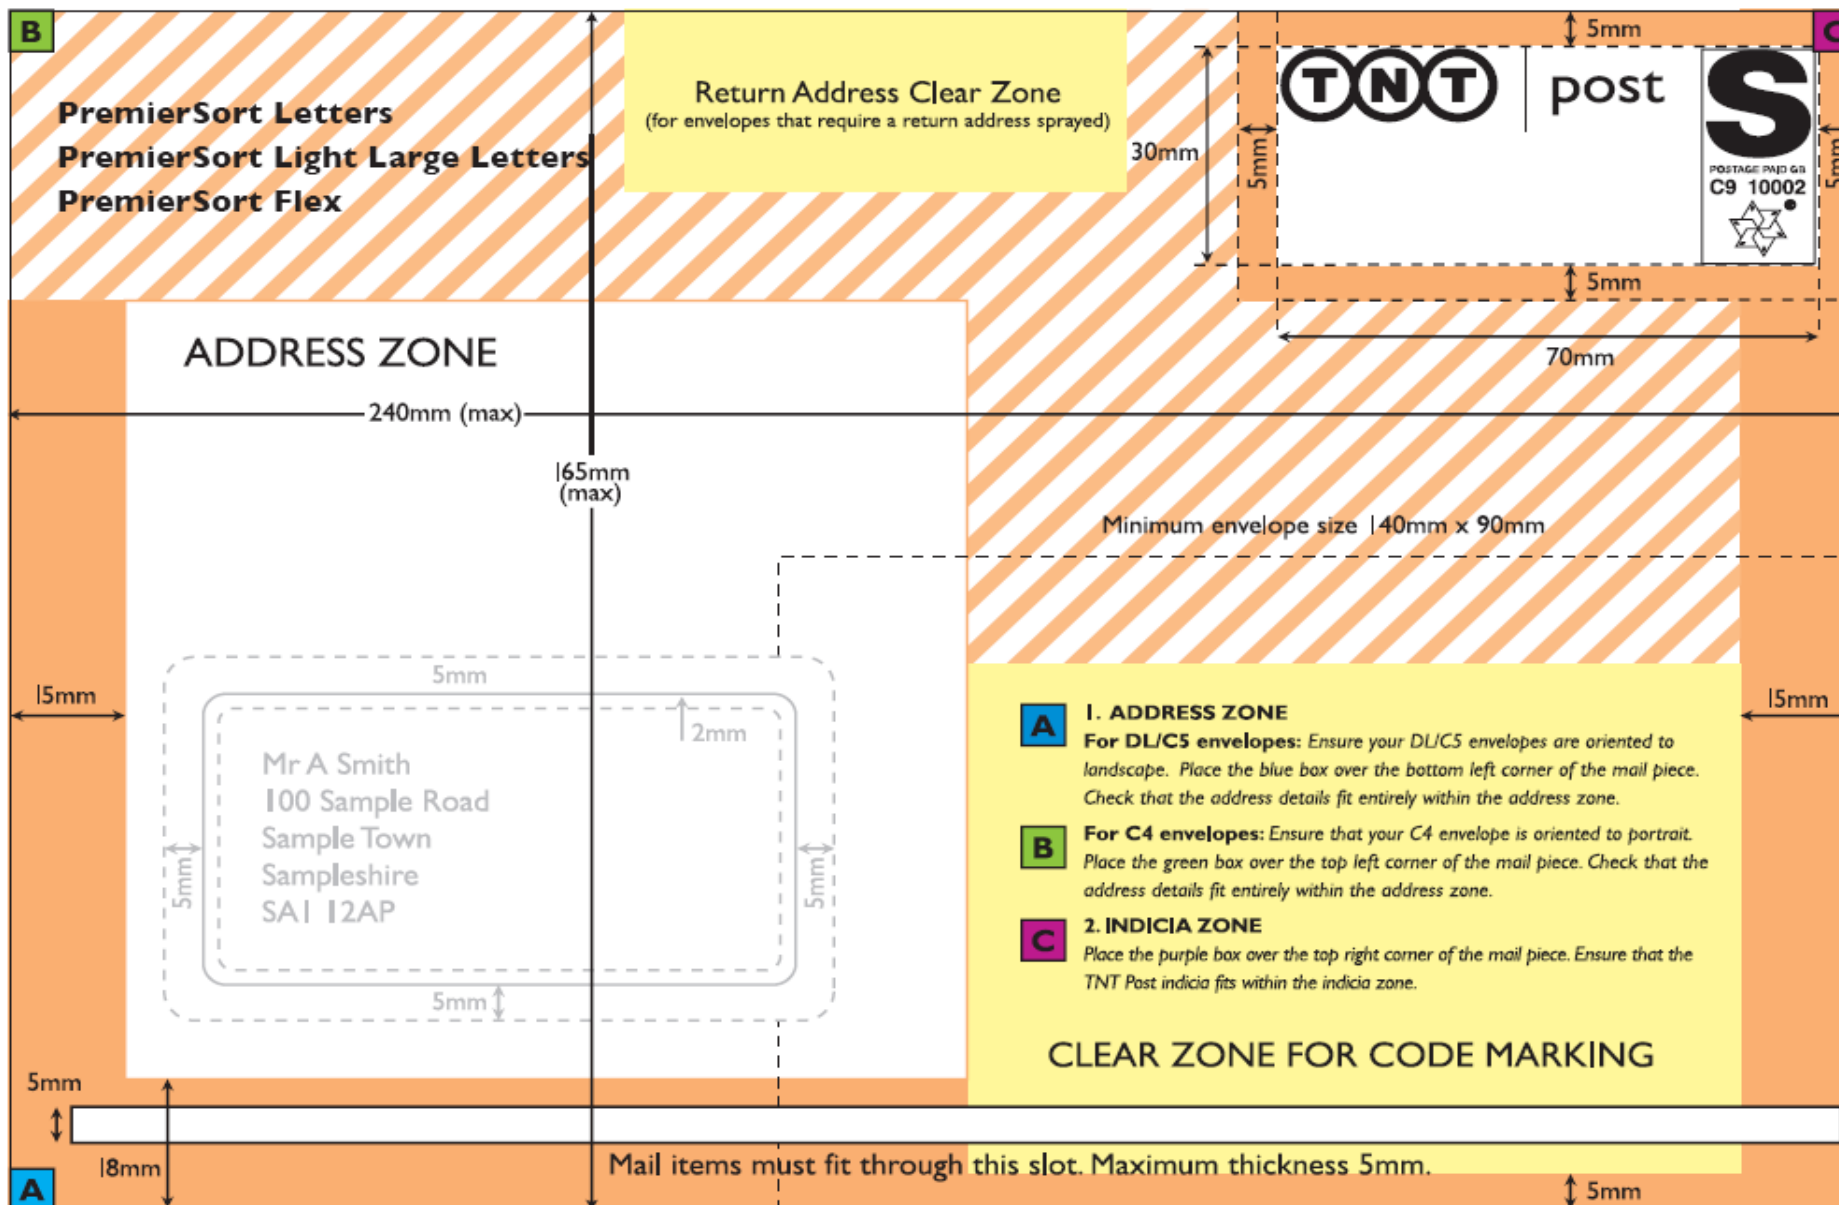 B
C
5mm
PremierSort Letters
PremierSort Light Large Letters
PremierSort Flex
Return Address Clear Zone
(for envelopes that require a return address sprayed)
30mm
5mm
TNT post
S
POSTAGE PAID GB
C9 10002
5mm
5mm
70mm
ADDRESS ZONE
240mm (max)
165mm
(max)
Minimum envelope size 140mm x 90mm
15mm
5mm
2mm
Mr A Smith
100 Sample Road
Sample Town
Sampleshire
SA1 12AP
5mm
5mm
5mm
15mm
A
1. ADDRESS ZONE
For DL/C5 envelopes: Ensure your DL/C5 envelopes are oriented to
landscape. Place the blue box over the bottom left corner of the mail piece.
Check that the address details fit entirely within the address zone.
B
For C4 envelopes: Ensure that your C4 envelope is oriented to portrait.
Place the green box over the top left corner of the mail piece. Check that the
address details fit entirely within the address zone.
C
2. INDICIA ZONE
Place the purple box over the top right corner of the mail piece. Ensure that the
TNT Post indicia fits within the indicia zone.
CLEAR ZONE FOR CODE MARKING
5mm
18mm
Mail items must fit through this slot. Maximum thickness 5mm.
A
5mm